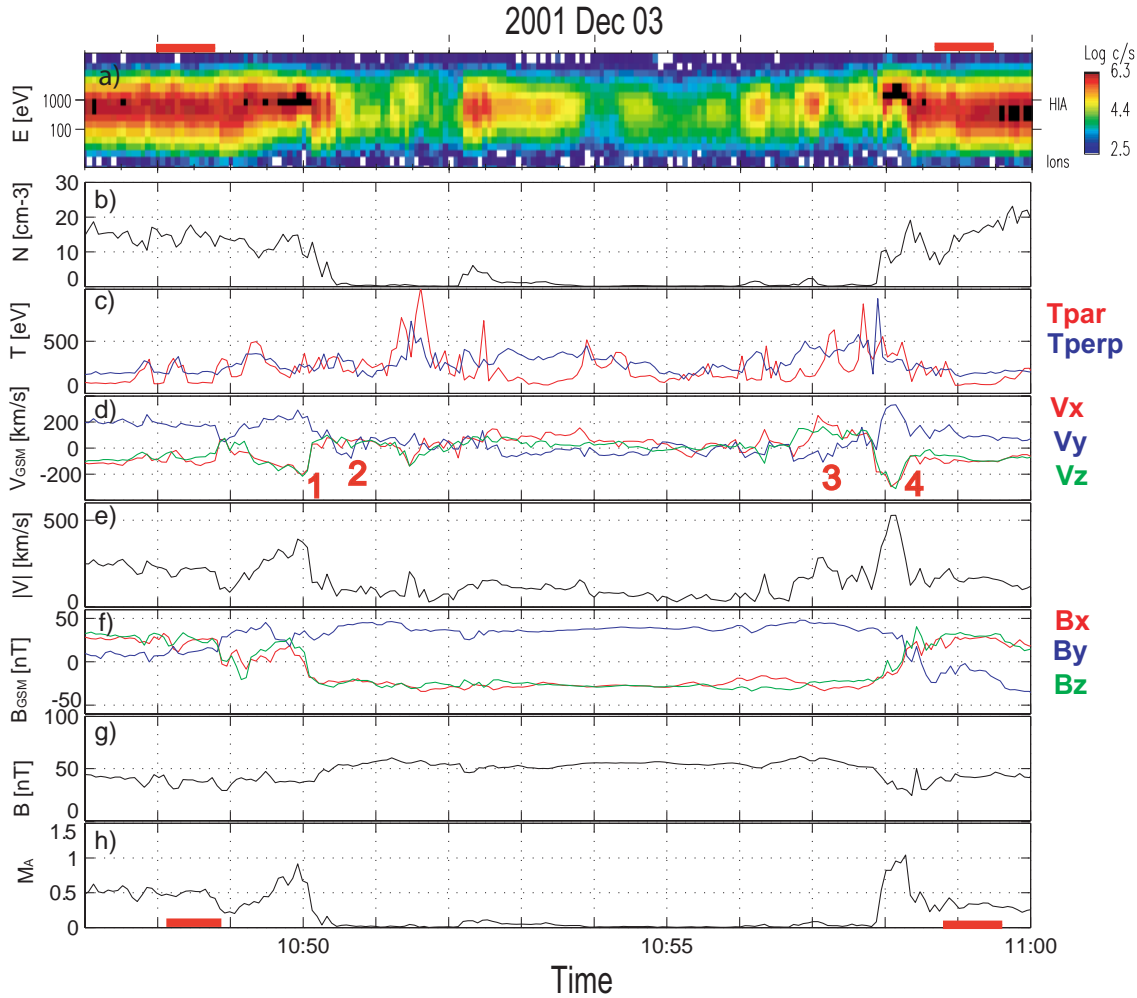 2001 Dec 03
a)
E [eV]
1000
100
Log c/s
6.3
4.4
2.5
HIA
Ions
b)
N [cm-3]
30
20
10
0
c)
T [eV]
500
0
Tpar
Tperp
d)
VGSM [km/s]
200
0
-200
1
2
3
4
Vx
Vy
Vz
e)
|V| [km/s]
500
0
f)
BGSM [nT]
50
0
-50
Bx
By
Bz
g)
B [nT]
100
50
0
h)
MA
1.5
1
0.5
0
10:50
10:55
11:00
Time